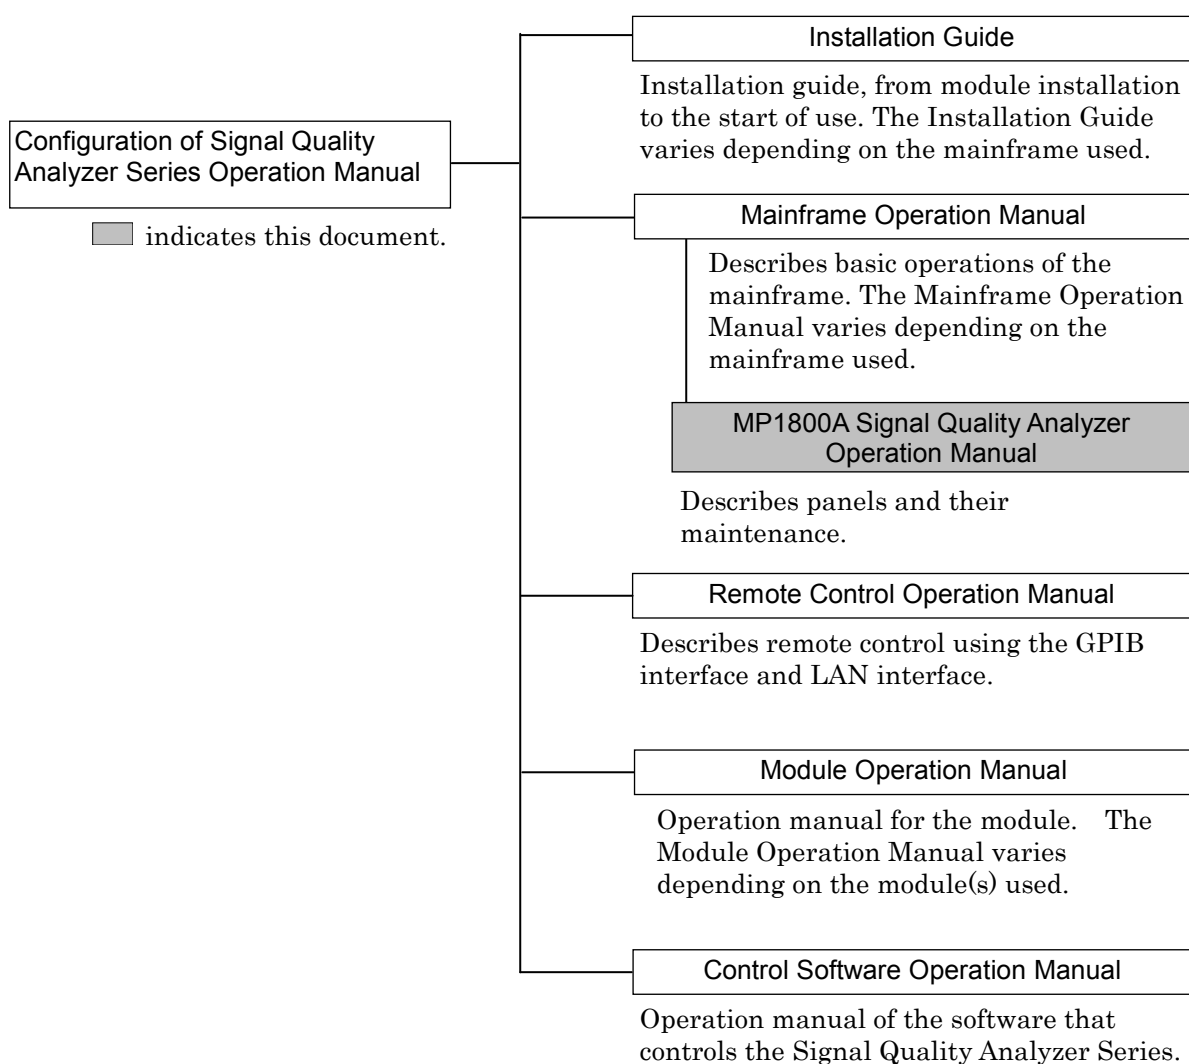 Configuration of Signal Quality
Analyzer Series Operation Manual
indicates this document.
Installation Guide
Installation guide, from module installation
to the start of use. The Installation Guide
varies depending on the mainframe used.
Mainframe Operation Manual
Describes basic operations of the
mainframe. The Mainframe Operation
Manual varies depending on the
mainframe used.
MP1800A Signal Quality Analyzer
Operation Manual
Describes panels and their
maintenance.
Remote Control Operation Manual
Describes remote control using the GPIB
interface and LAN interface.
Module Operation Manual
Operation manual for the module. The
Module Operation Manual varies
depending on the module(s) used.
Control Software Operation Manual
Operation manual of the software that
controls the Signal Quality Analyzer Series.